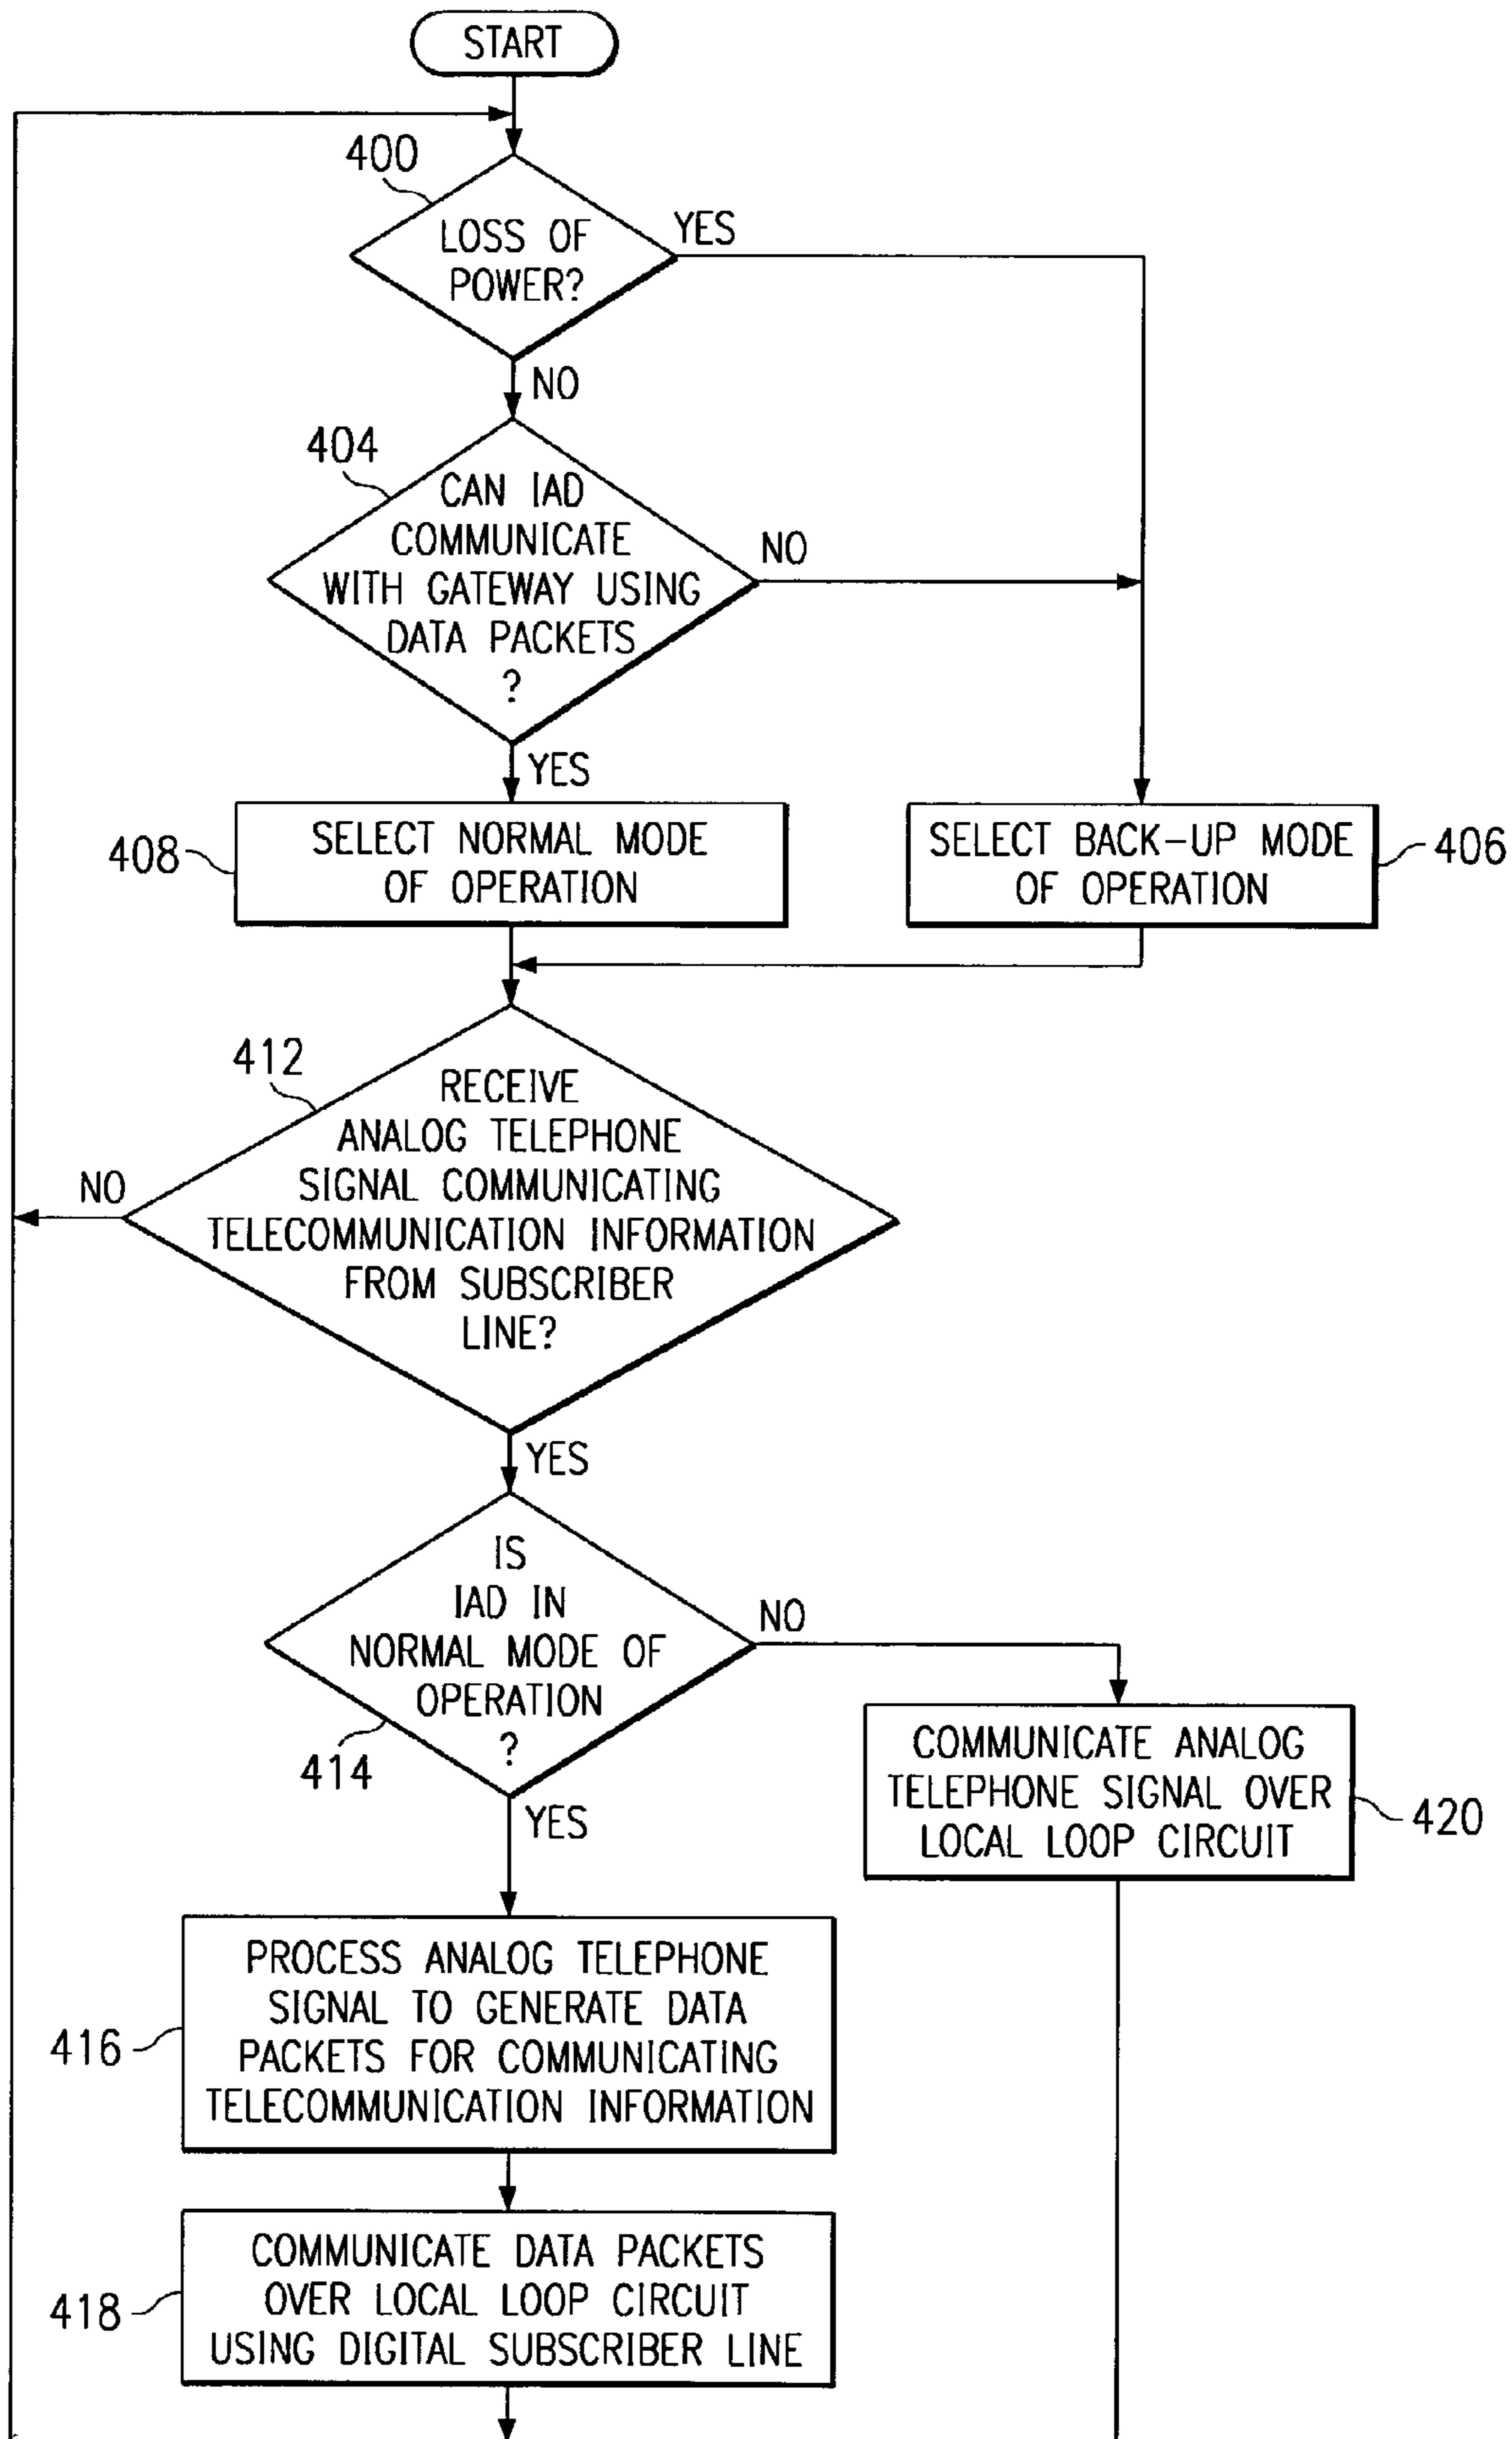 START
400
LOSS OF
POWER?
YES
NO
404
CAN IAD
COMMUNICATE
WITH GATEWAY USING
DATA PACKETS
?
NO
YES
408
SELECT NORMAL MODE
OF OPERATION
SELECT BACK-UP MODE
OF OPERATION
406
412
RECEIVE
ANALOG TELEPHONE
SIGNAL COMMUNICATING
TELECOMMUNICATION INFORMATION
FROM SUBSCRIBER
LINE?
NO
YES
IS
IAD IN
NORMAL MODE OF
OPERATION
?
414
NO
YES
COMMUNICATE ANALOG
TELEPHONE SIGNAL OVER
LOCAL LOOP CIRCUIT
420
416
PROCESS ANALOG TELEPHONE
SIGNAL TO GENERATE DATA
PACKETS FOR COMMUNICATING
TELECOMMUNICATION INFORMATION
418
COMMUNICATE DATA PACKETS
OVER LOCAL LOOP CIRCUIT
USING DIGITAL SUBSCRIBER LINE